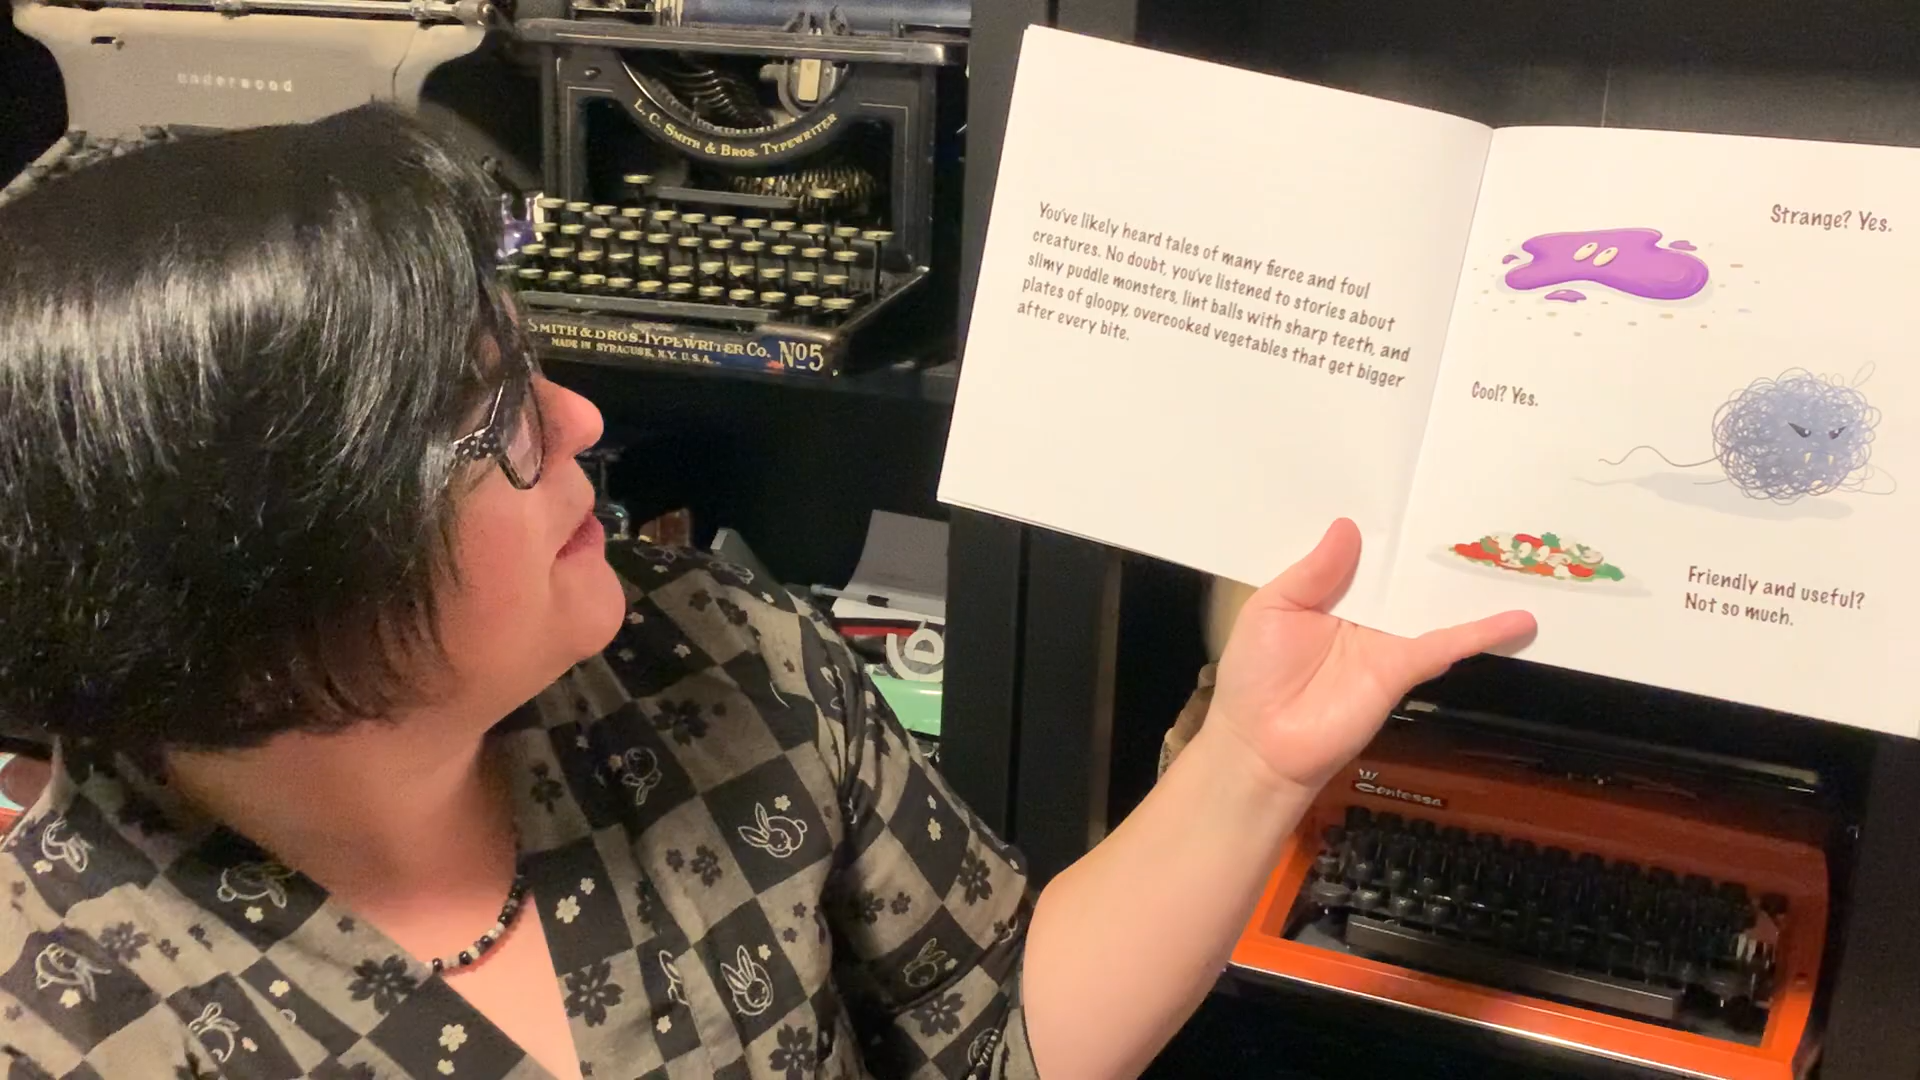 underwood
L. C. SMITH & BROS. TYPEWRITER
SMITH & BROS. TYPEWRITER CO. No5
MADE IN SYRACUSE, N.Y. U.S.A.
You've likely heard tales of many fierce and foul
creatures. No doubt, you've listened to stories about
slimy puddle monsters, lint balls with sharp teeth, and
plates of gloopy, overcooked vegetables that get bigger
after every bite.
Strange? Yes.
Cool? Yes.
Friendly and useful?
Not so much.
Contessa